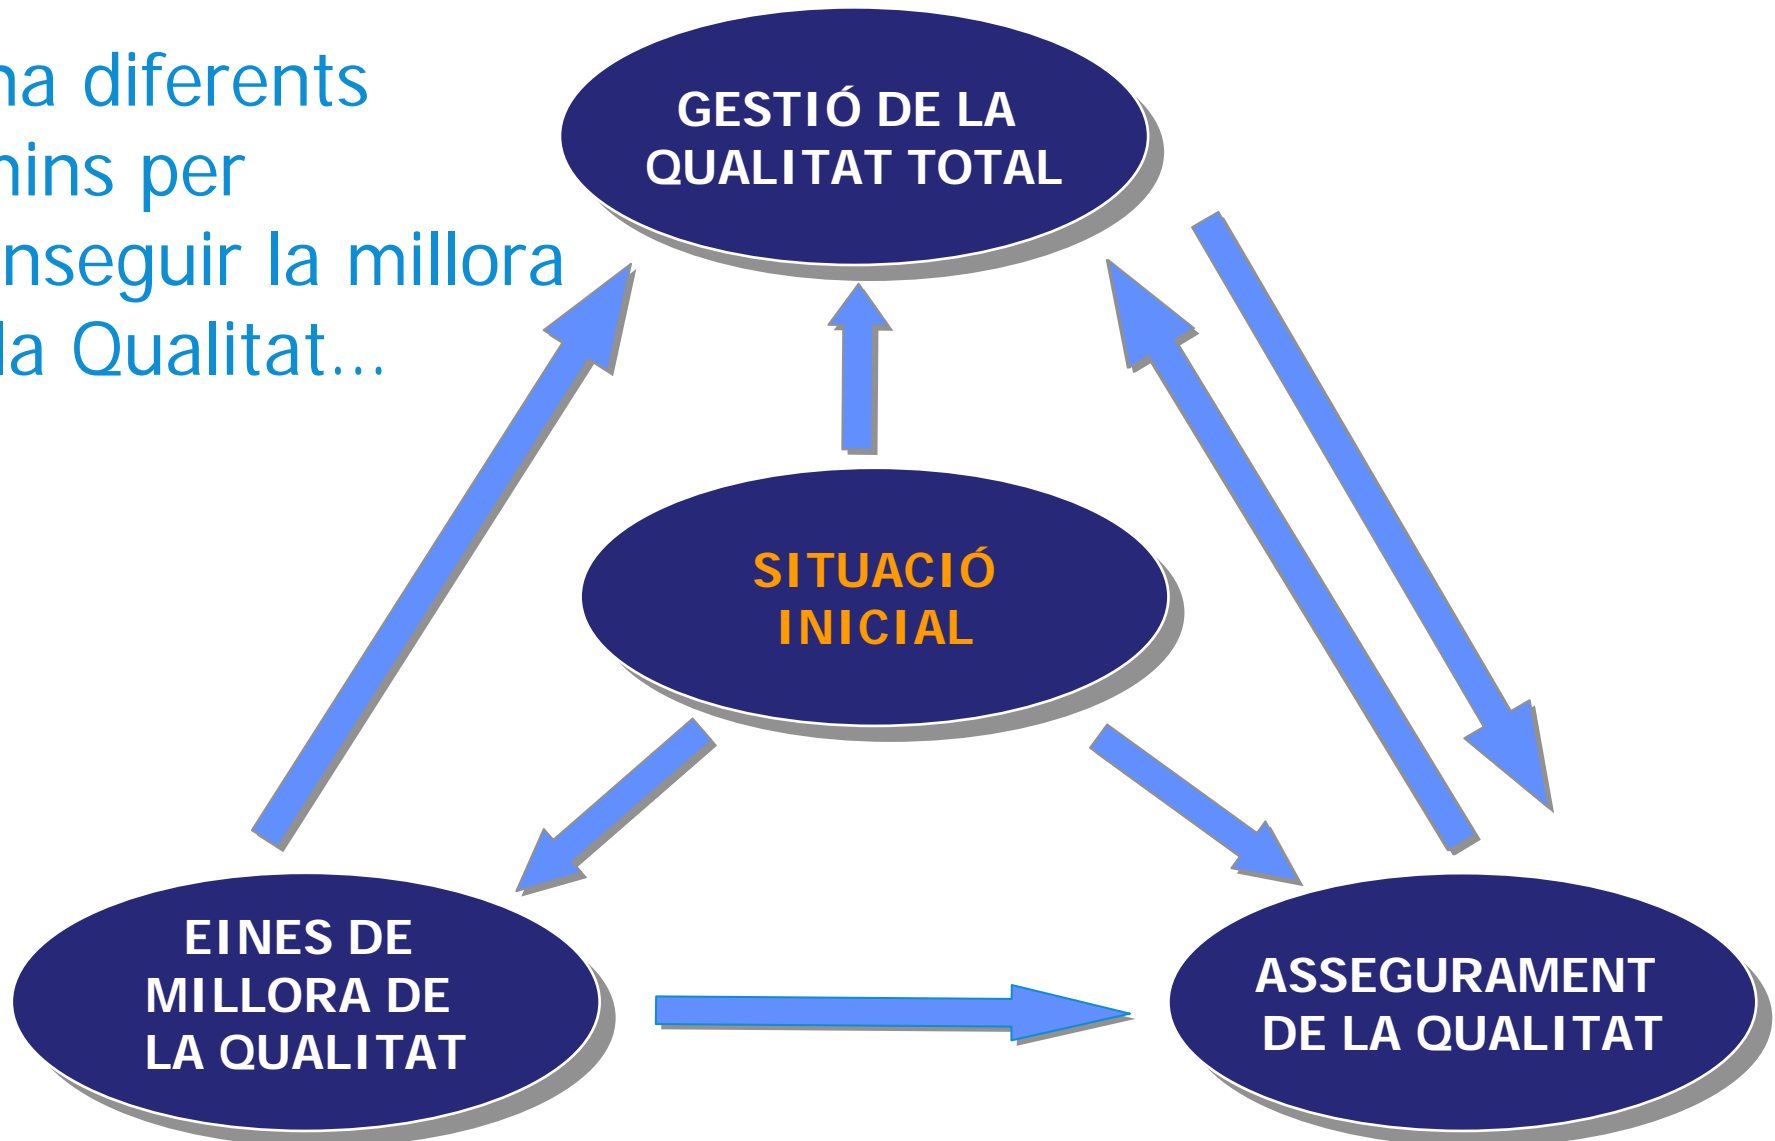 na diferents
nins per
nseguir la millora
la Qualitat...
GESTIÓ DE LA
QUALITAT TOTAL
SITUACIÓ
INICIAL
EINES DE
MILLORA DE
LA QUALITAT
ASSEGURAMENT
DE LA QUALITAT